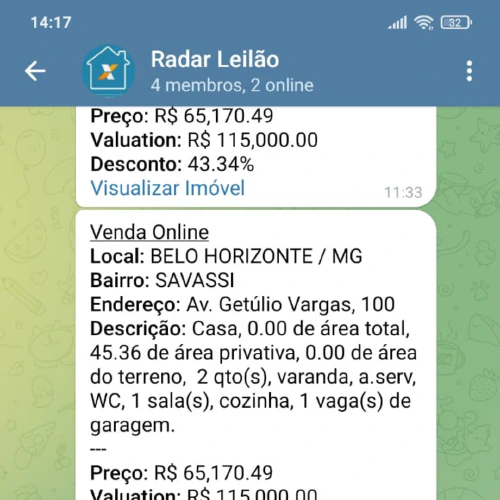 14:17
32
Radar Leilão
4 membros, 2 online
Preço: R$ 65,170.49
Valuation: R$ 115,000.00
Desconto: 43.34%
Visualizar Imóvel
11:33
Venda Online
Local: BELO HORIZONTE / MG
Bairro: SAVASSI
Endereço: Av. Getúlio Vargas, 100
Descrição: Casa, 0.00 de área total,
45.36 de área privativa, 0.00 de área
do terreno, 2 qto(s), varanda, a.serv,
WC, 1 sala(s), cozinha, 1 vaga(s) de
garagem.
---
Preço: R$ 65,170.49
Valuation: R$ 115,000.00